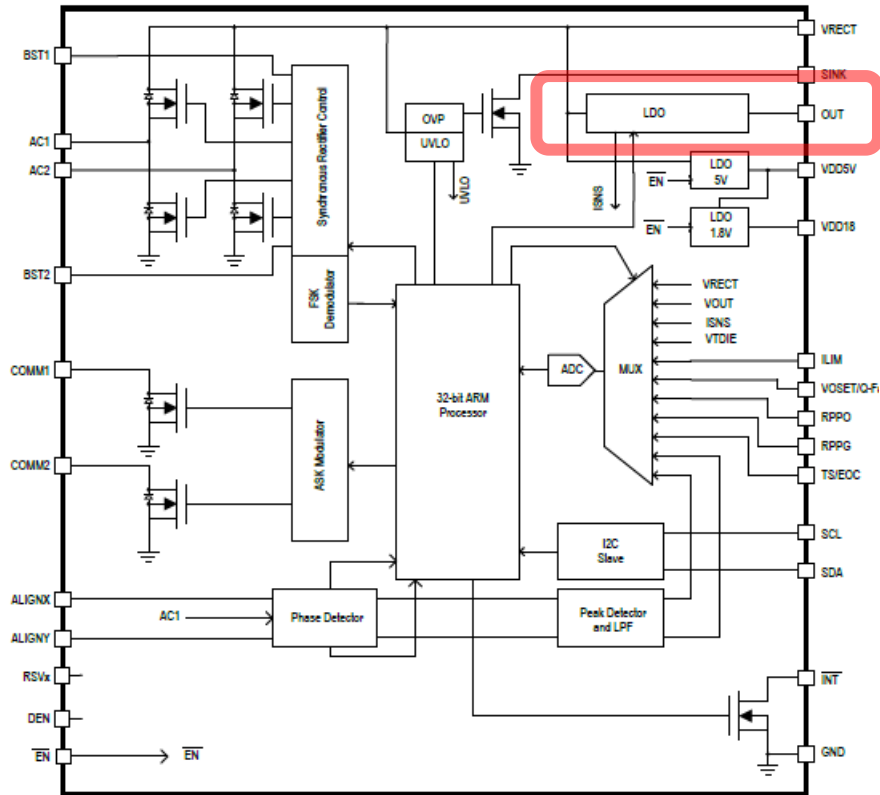 VRECT
BST1
SINK
Synchronous Rectifier Control
OVP
LDO
OUT
UVLO
AC1
AC2
UVLO
ISNS
EN
LDO
5V
VDD5V
EN
LDO
1.8V
VDD18
BST2
FSK
Demodulator
VRECT
VOUT
ISNS
VTDIE
COMM1
ADC
MUX
ILIM
VOSET/Q-F
32-bit ARM
Processor
RPPO
RPPG
ASK Modulator
COMM2
TS/EOC
I2C
Slave
SCL
SDA
ALIGNX
AC1
Phase Detector
Peak Detector
and LPF
ALIGNY
RSVx
INT
DEN
EN
EN
GND